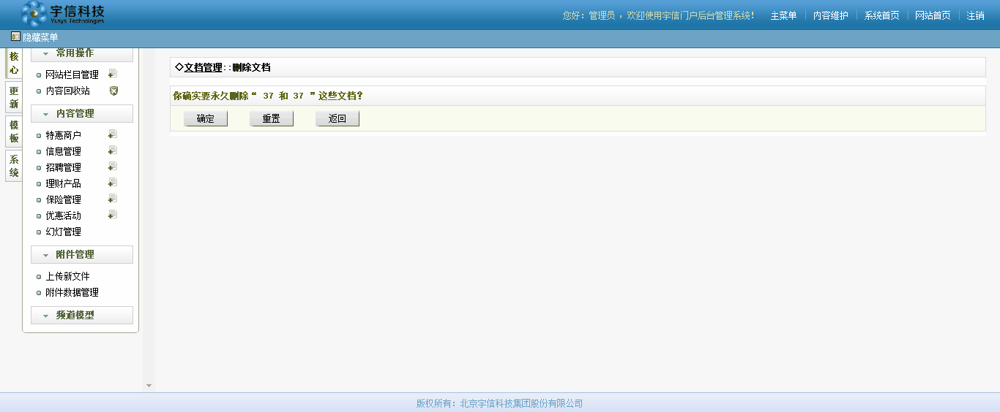 宇信科技
Yusys Technologies
您好：管理员 ，欢迎使用宇信门户后台管理系统！ 主菜单 内容维护 系统首页 网站首页 注销
隐藏菜单
核心
更新
模板
系统
常用操作
网站栏目管理
内容回收站
内容管理
特惠商户
信息管理
招聘管理
理财产品
保险管理
优惠活动
幻灯管理
附件管理
上传新文件
附件数据管理
频道模型
◇文档管理::删除文档
你确实要永久删除“ 37 和 37 ”这些文档？
确定 重置 返回
版权所有：北京宇信科技集团股份有限公司